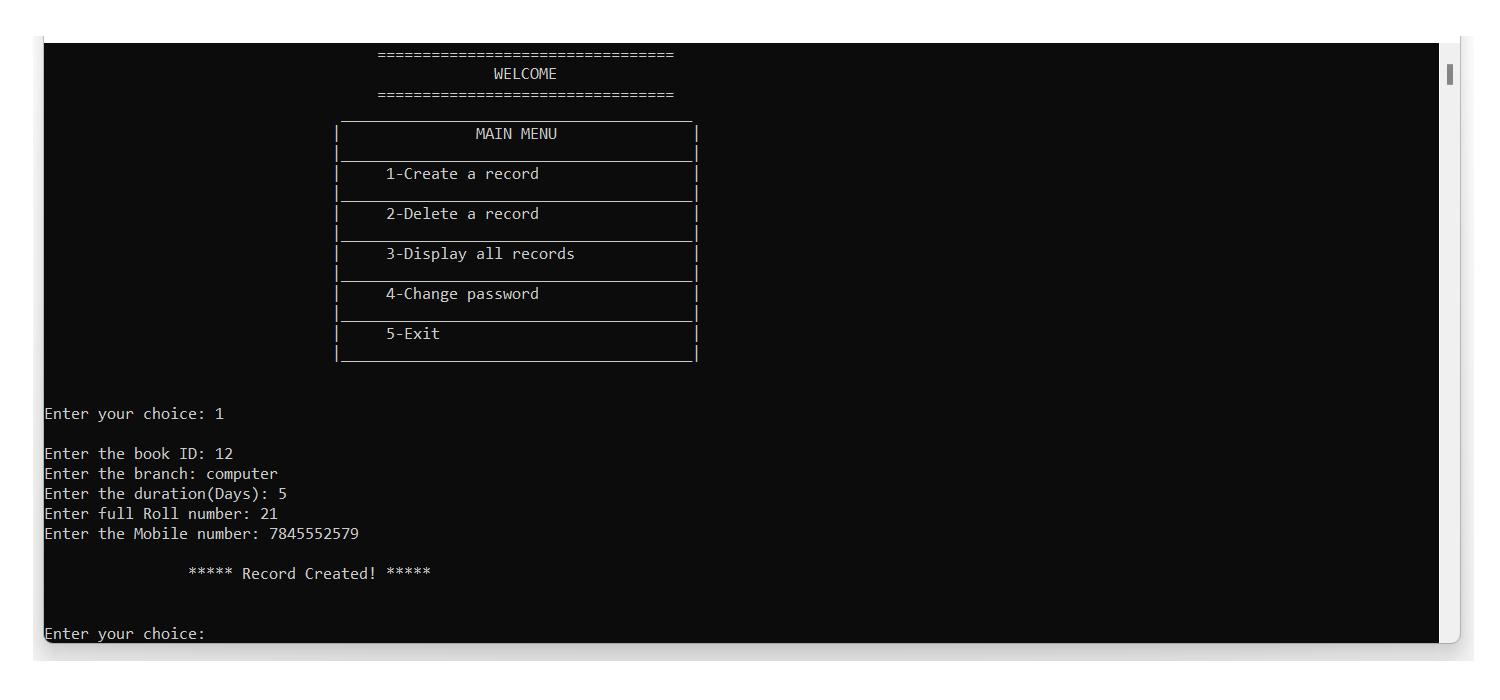 =================================
WELCOME
=================================
MAIN MENU
1-Create a record
2-Delete a record
3-Display all records
4-Change password
5-Exit
Enter your choice: 1
Enter the book ID: 12
Enter the branch: computer
Enter the duration(Days): 5
Enter full Roll number: 21
Enter the Mobile number: 7845552579
***** Record Created! *****
Enter your choice: